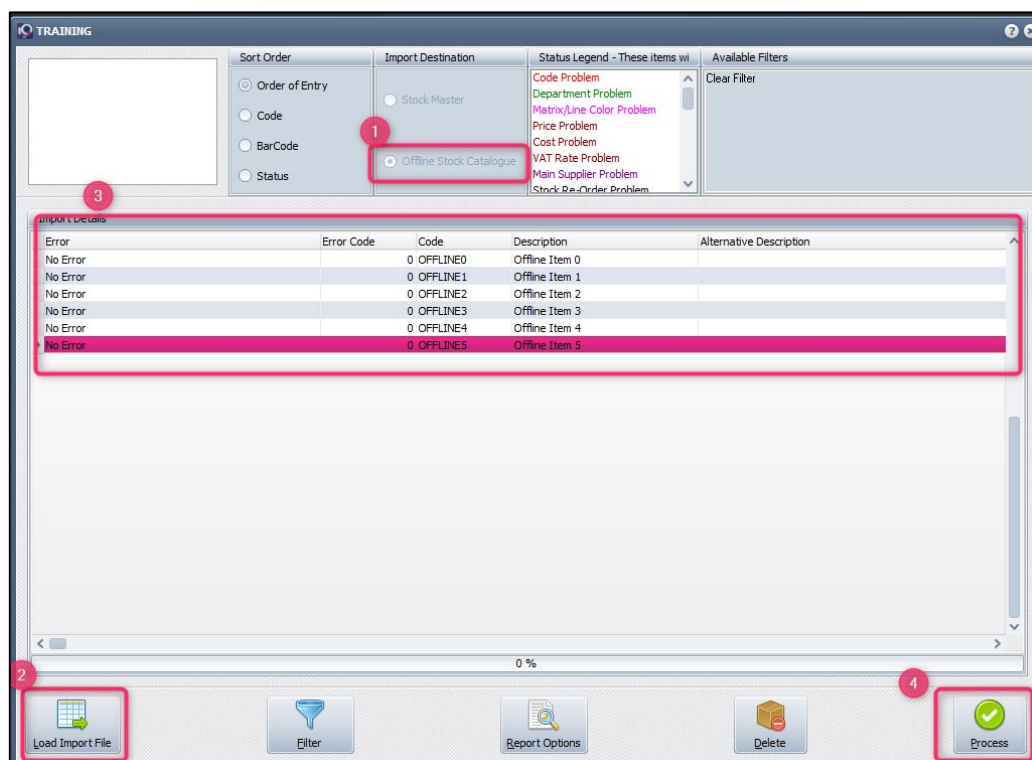 iQ TRAINING
Sort Order
Import Destination
Status Legend - These items wi
Available Filters
Order of Entry
Code
BarCode
Status
Stock Master
1
Offline Stock Catalogue
Code Problem
Department Problem
Matrix/Line Color Problem
Price Problem
Cost Problem
VAT Rate Problem
Main Supplier Problem
Stock Re-Order Problem
Clear Filter
3
Import Details
Error Error Code Code Description Alternative Description
No Error 0 OFFLINE0 Offline Item 0
No Error 0 OFFLINE1 Offline Item 1
No Error 0 OFFLINE2 Offline Item 2
No Error 0 OFFLINE3 Offline Item 3
No Error 0 OFFLINE4 Offline Item 4
No Error 0 OFFLINE5 Offline Item 5
0 %
2
4
Load Import File
Filter
Report Options
Delete
Process